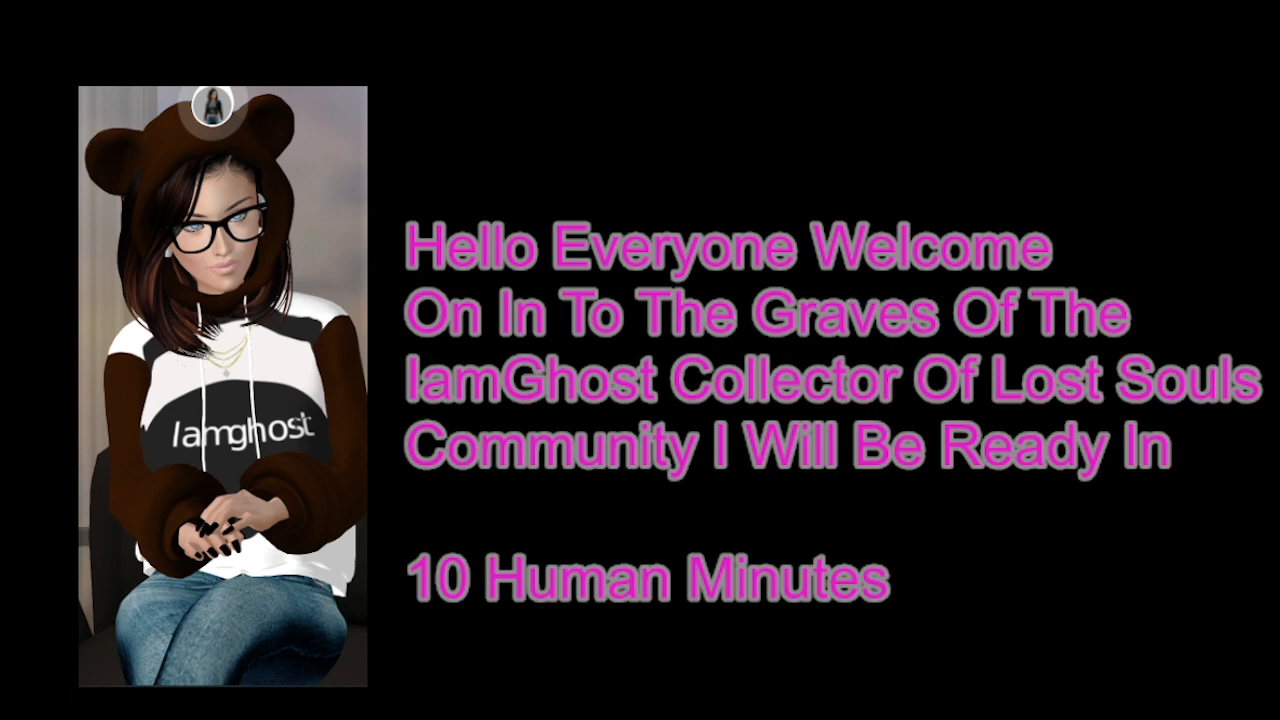 Iamghost
Hello Everyone Welcome
On In To The Graves Of The
IamGhost Collector Of Lost Souls
Community I Will Be Ready In
10 Human Minutes